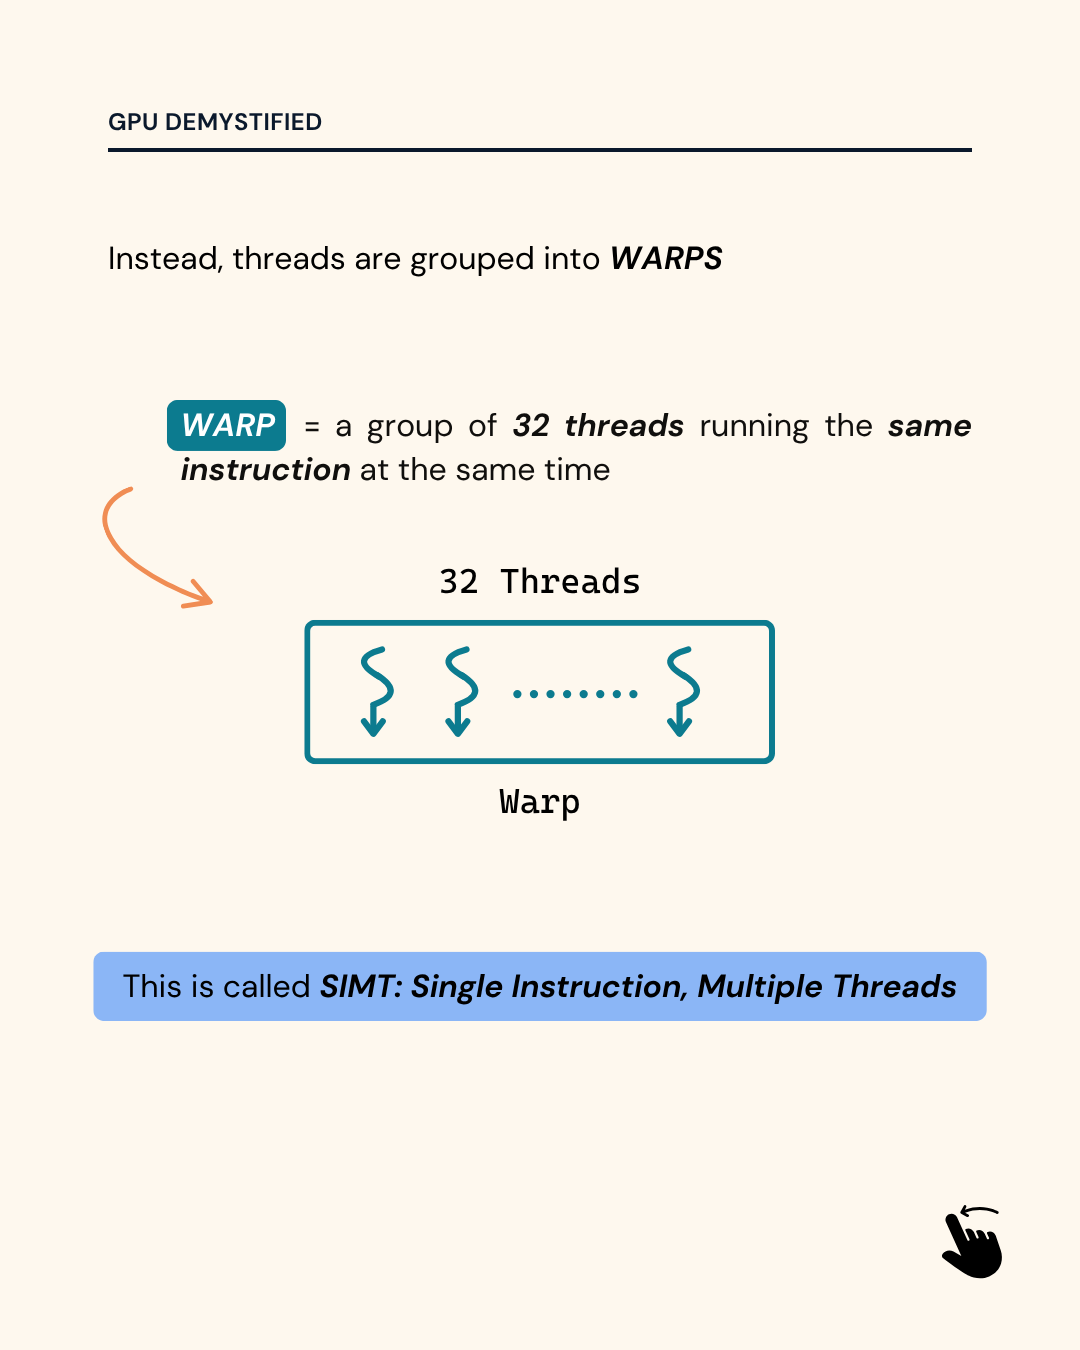 GPU DEMYSTIFIED
Instead, threads are grouped into WARPS
WARP = a group of 32 threads running the same
instruction at the same time
32 Threads
Warp
This is called SIMT: Single Instruction, Multiple Threads